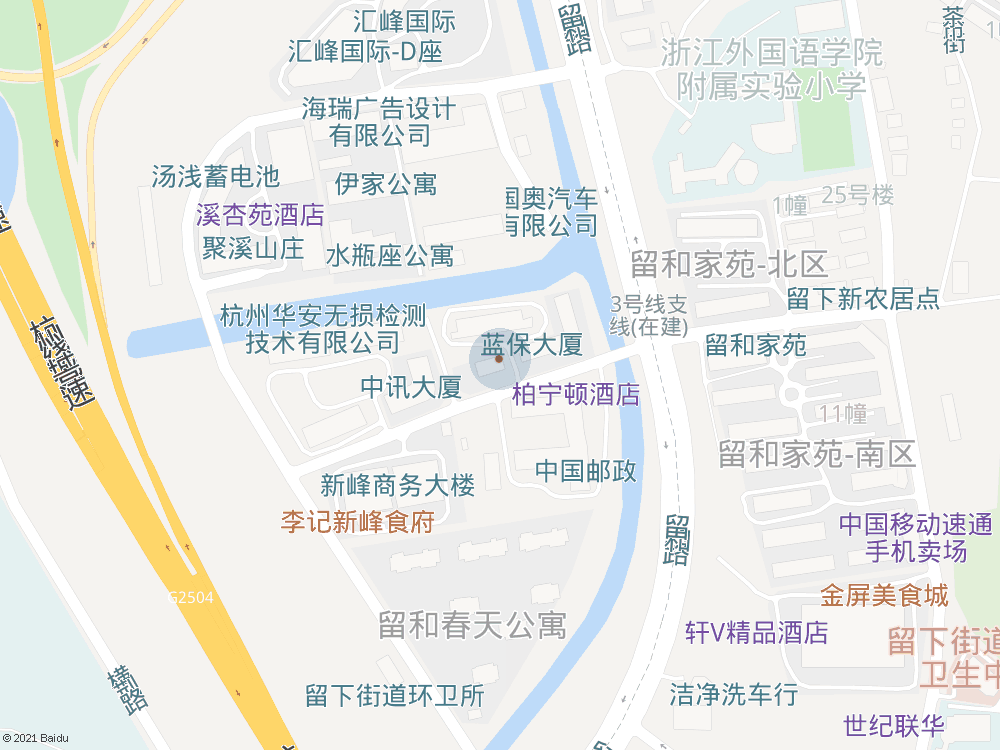 汇峰国际
留和路
茶市街
汇峰国际-D座
浙江外国语学院
附属实验小学
海瑞广告设计
有限公司
汤浅蓄电池
伊家公寓
国奥汽车
有限公司
1幢
25号楼
溪杏苑酒店
聚溪山庄
水瓶座公寓
留和家苑-北区
3号线支
线(在建)
留下新农居点
杭州华安无损检测
技术有限公司
蓝保大厦
留和家苑
杭绕高速
中讯大厦
柏宁顿酒店
11幢
留和家苑-南区
中国邮政
新峰商务大楼
李记新峰食府
留和路
中国移动速通
手机卖场
G2504
金屏美食城
留和春天公寓
轩V精品酒店
留下街道
卫生中
横路
留下街道环卫所
洁净洗车行
世纪联华
© 2021 Baidu